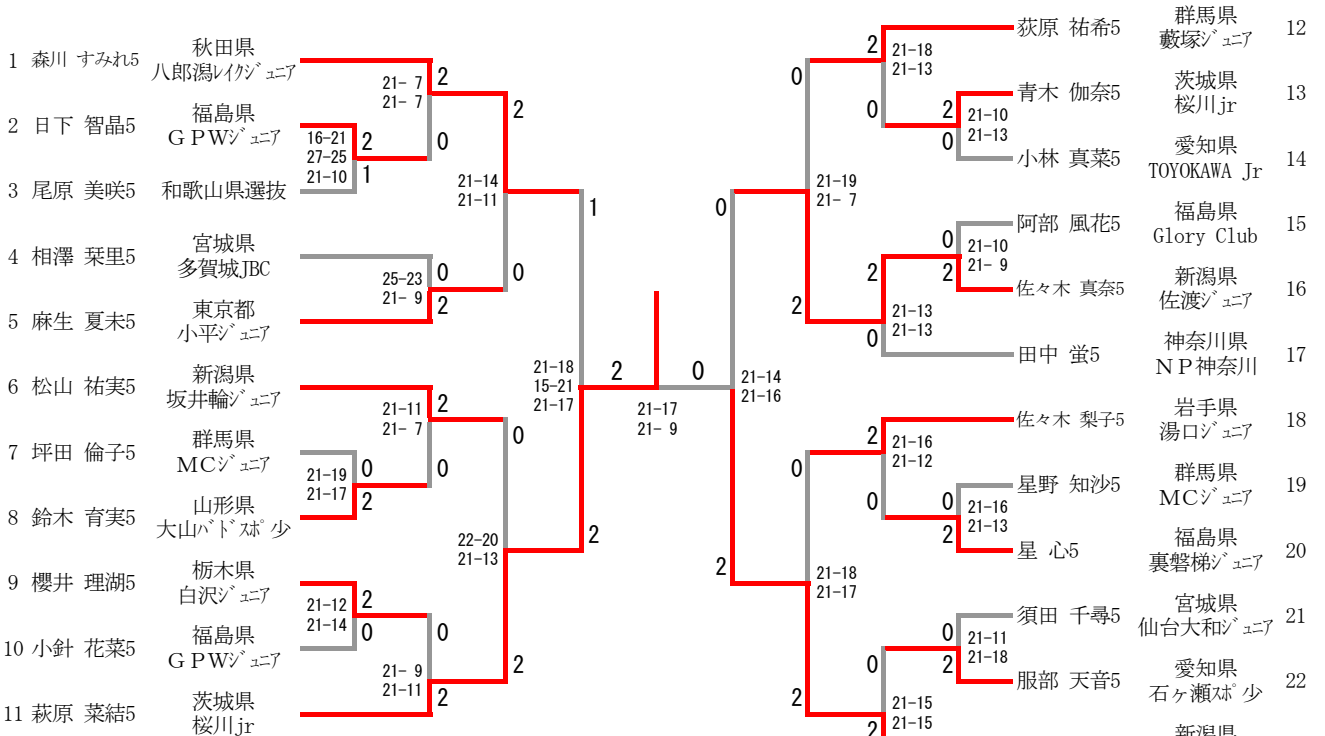 1 森川 すみれ5 秋田県
八郎潟レイクジュニア
2 日下 智晶5 福島県
ＧＰＷジュニア
3 尾原 美咲5 和歌山県選抜
4 相澤 栞里5 宮城県
多賀城JBC
5 麻生 夏未5 東京都
小平ジュニア
6 松山 祐実5 新潟県
坂井輪ジュニア
7 坪田 倫子5 群馬県
ＭＣジュニア
8 鈴木 育実5 山形県
大山バドスポ少
9 櫻井 理湖5 栃木県
白沢ジュニア
10 小針 花菜5 福島県
ＧＰＷジュニア
11 萩原 菜結5 茨城県
桜川jr
21- 7
21- 7
2
0
16-21
27-25
21-10
2
1
25-23
21- 9
0
2
21-14
21-11
2
0
21-11
21- 7
2
0
21-19
21-17
0
2
21-12
21-14
2
0
21- 9
21-11
0
2
22-20
21-13
0
2
21-18
15-21
21-17
1
2
2
0
21-17
21- 9
21-14
21-16
0
2
21-19
21- 7
0
2
21-18
21-13
2
0
21-10
21-13
2
0
21-10
21- 9
0
2
21-13
21-13
2
0
21-18
21-17
0
2
21-16
21-12
2
0
21-16
21-13
0
2
21-11
21-18
0
2
21-15
21-15
0
2
荻原 祐希5 群馬県 12
藪塚ジュニア
青木 伽奈5 茨城県 13
桜川jr
小林 真菜5 愛知県 14
TOYOKAWA Jr
阿部 風花5 福島県 15
Glory Club
佐々木 真奈5 新潟県 16
佐渡ジュニア
田中 蛍5 神奈川県 17
ＮＰ神奈川
佐々木 梨子5 岩手県 18
湯口ジュニア
星野 知沙5 群馬県 19
ＭＣジュニア
星 心5 福島県 20
裏磐梯ジュニア
須田 千尋5 宮城県 21
仙台大和ジュニア
服部 天音5 愛知県 22
石ヶ瀬スポ少
新潟県